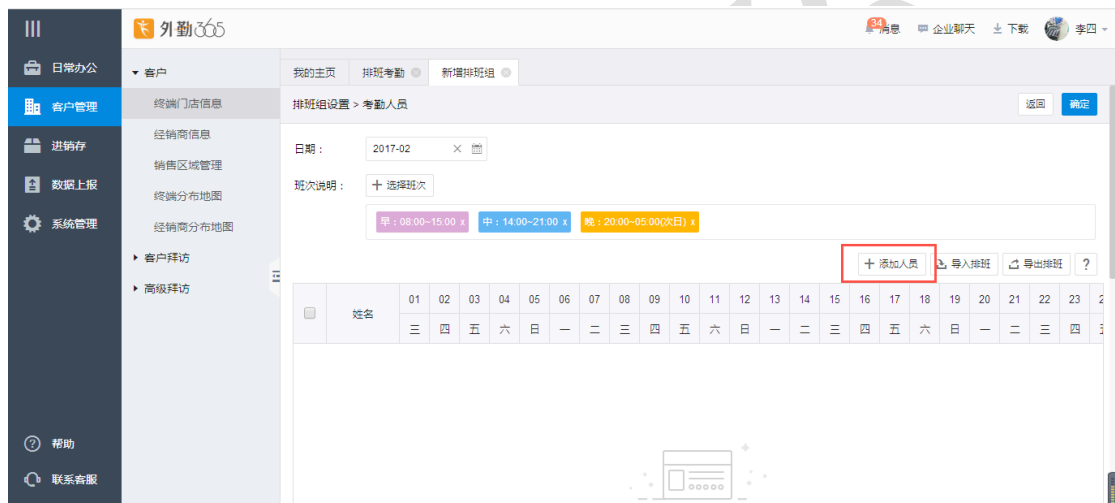 外勤365
34
消息 企业聊天 下载 李四
日常办公
客户管理
进销存
数据上报
系统管理
帮助
联系客服
客户
终端门店信息
经销商信息
销售区域管理
终端分布地图
经销商分布地图
客户拜访
高级拜访
我的主页 排班考勤 新增排班组
排班组设置 > 考勤人员 返回 确定
日期： 2017-02
班次说明： 选择班次
早：08:00~15:00 x 中：14:00~21:00 x 晚：20:00~05:00(次日) x
添加人员 导入排班 导出排班 ?
姓名 01 02 03 04 05 06 07 08 09 10 11 12 13 14 15 16 17 18 19 20 21 22 23
三 四 五 六 日 一 二 三 四 五 六 日 一 二 三 四 五 六 日 一 二 三 四